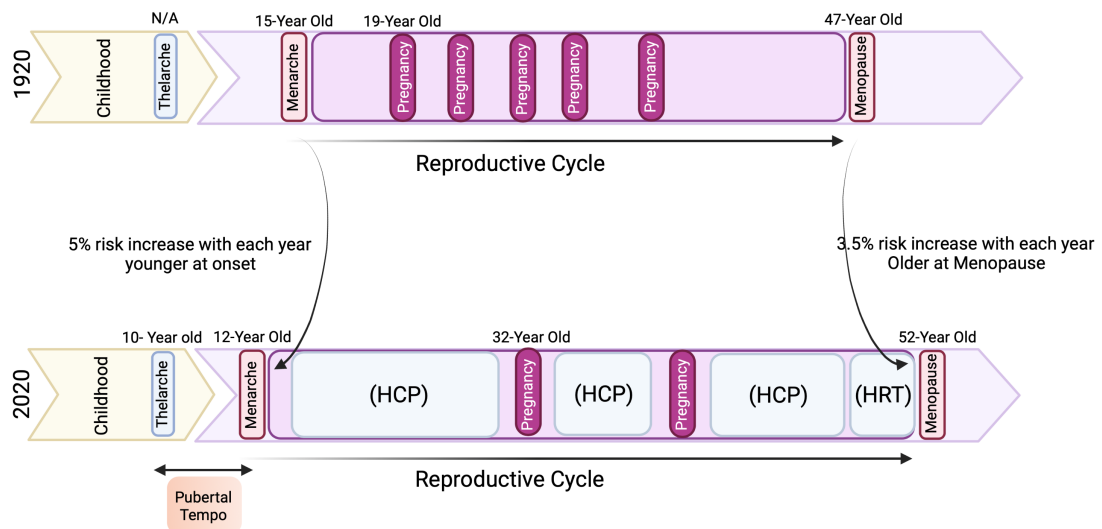 N/A
15-Year Old
19-Year Old
47-Year Old
1920
Childhood
Thelarche
Menarche
Pregnancy
Pregnancy
Pregnancy
Pregnancy
Pregnancy
Menopause
Reproductive Cycle
5% risk increase with each year
younger at onset
3.5% risk increase with each year
Older at Menopause
10- Year old
12-Year Old
32-Year Old
52-Year Old
2020
Childhood
Thelarche
Menarche
(HCP)
Pregnancy
(HCP)
Pregnancy
(HCP)
(HRT)
Menopause
Reproductive Cycle
Pubertal
Tempo